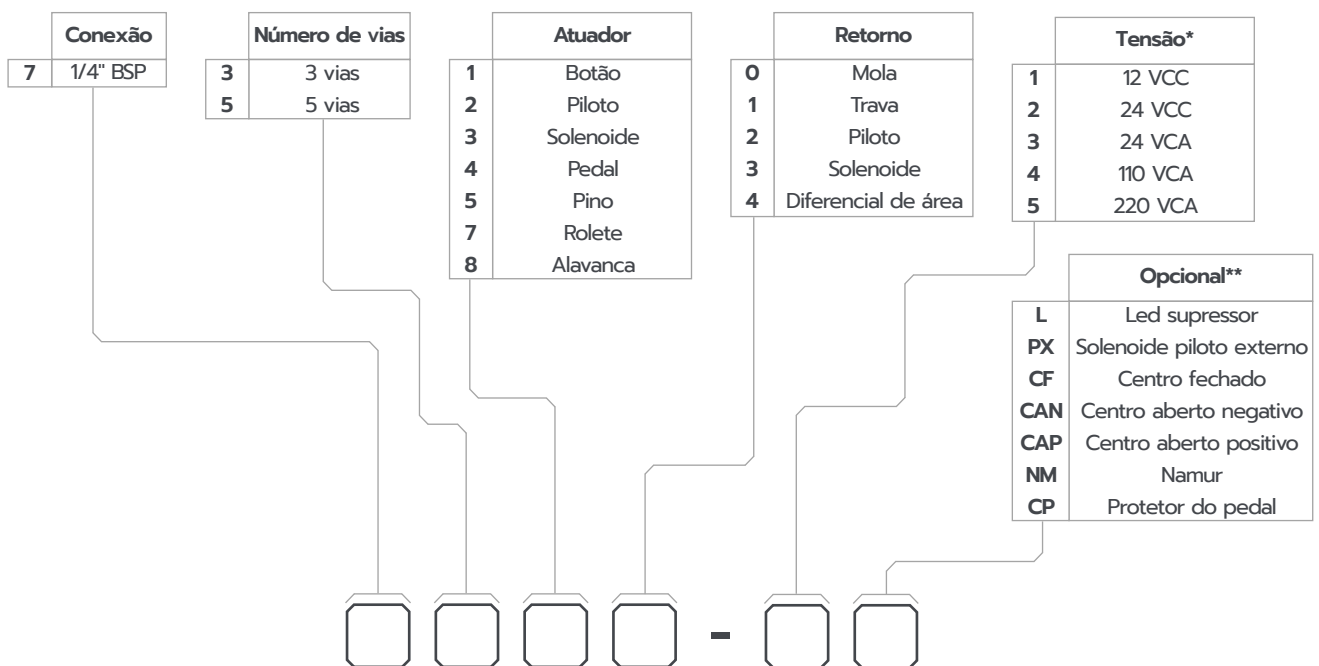 Conexão
7 1/4" BSP
Número de vias
3 3 vias
5 5 vias
Atuador
1 Botão
2 Piloto
3 Solenoide
4 Pedal
5 Pino
7 Rolete
8 Alavanca
Retorno
0 Mola
1 Trava
2 Piloto
3 Solenoide
4 Diferencial de área
Tensão*
1 12 VCC
2 24 VCC
3 24 VCA
4 110 VCA
5 220 VCA
Opcional**
L Led supressor
PX Solenoide piloto externo
CF Centro fechado
CAN Centro aberto negativo
CAP Centro aberto positivo
NM Namur
CP Protetor do pedal
-